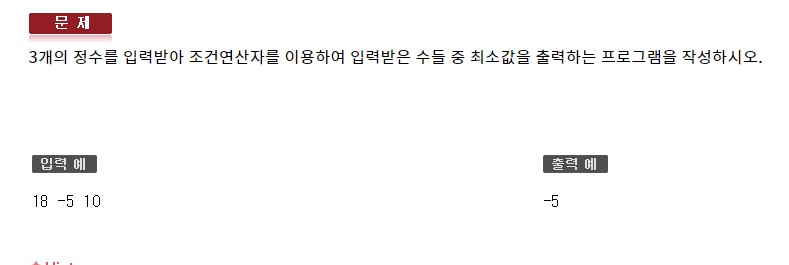 문 제
3개의 정수를 입력받아 조건연산자를 이용하여 입력받은 수들 중 최소값을 출력하는 프로그램을 작성하시오.
입력 예
출력 예
18 -5 10
-5